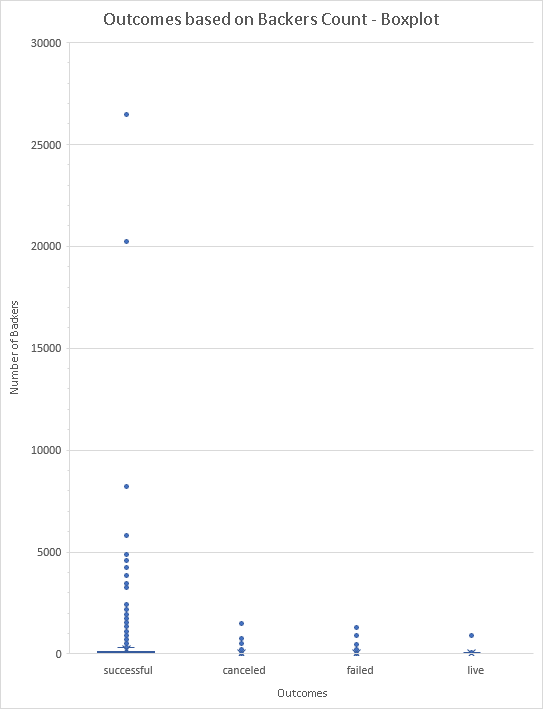 Outcomes based on Backers Count - Boxplot
30000
25000
20000
15000
10000
5000
0
Number of Backers
successful canceled failed live
Outcomes